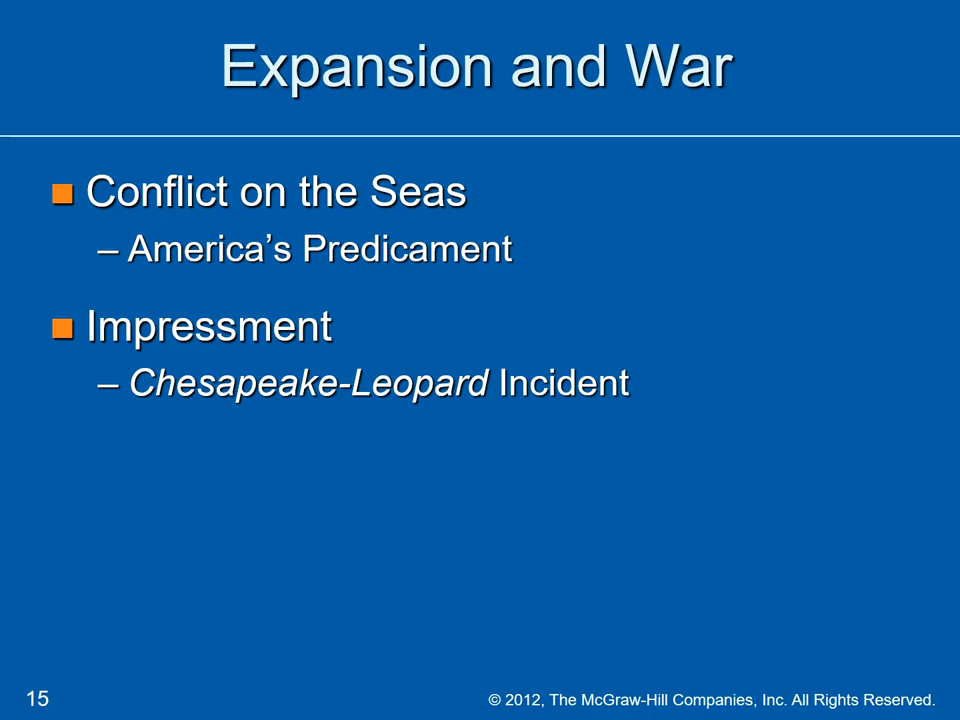 Expansion and War
■ Conflict on the Seas
– America’s Predicament
■ Impressment
– Chesapeake-Leopard Incident
15
© 2012, The McGraw-Hill Companies, Inc. All Rights Reserved.